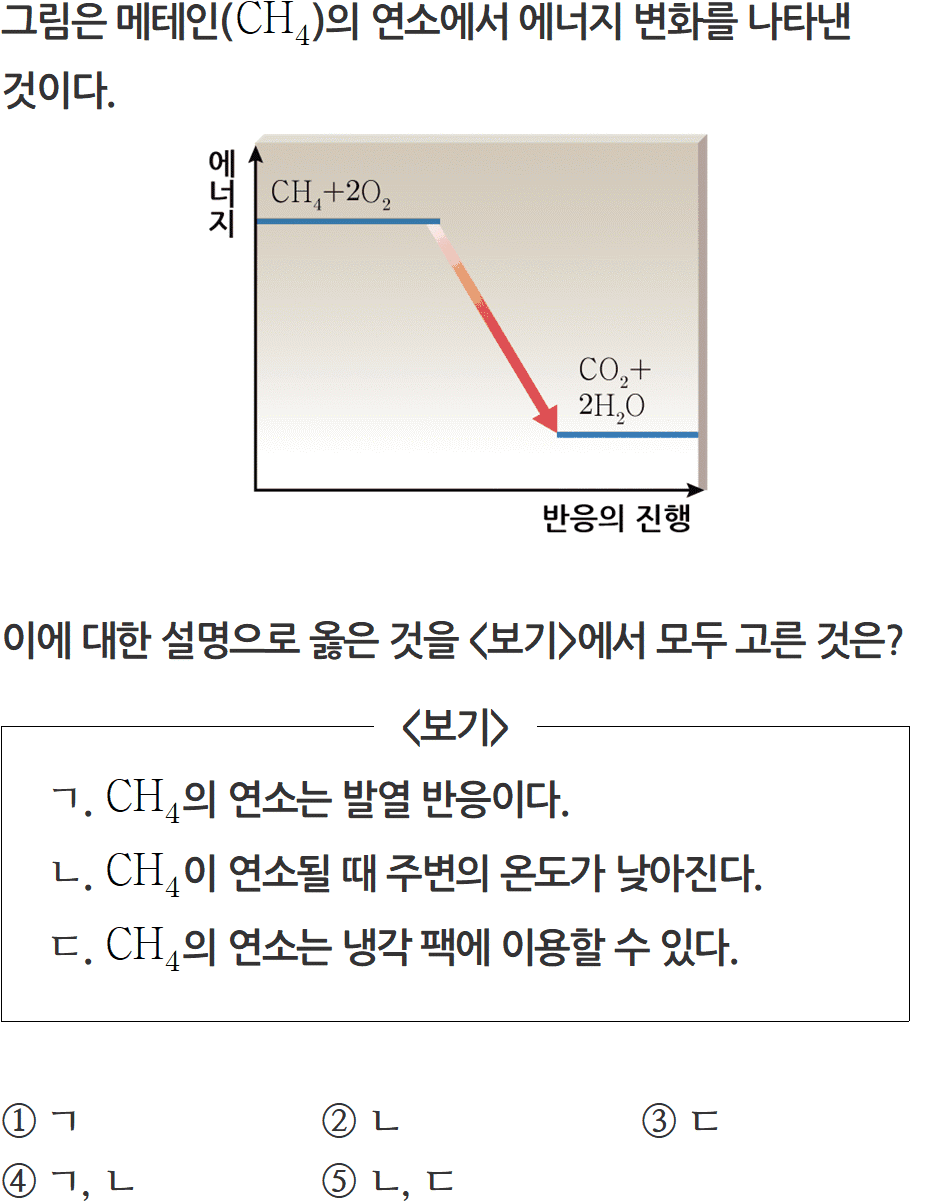 그림은 메테인(CH₄)의 연소에서 에너지 변화를 나타낸
것이다.
에너지
CH₄+2O₂
CO₂+
2H₂O
반응의 진행
이에 대한 설명으로 옳은 것을 <보기>에서 모두 고른 것은?
<보기>
ㄱ. CH₄의 연소는 발열 반응이다.
ㄴ. CH₄이 연소될 때 주변의 온도가 낮아진다.
ㄷ. CH₄의 연소는 냉각 팩에 이용할 수 있다.
① ㄱ ② ㄴ ③ ㄷ
④ ㄱ, ㄴ ⑤ ㄴ, ㄷ